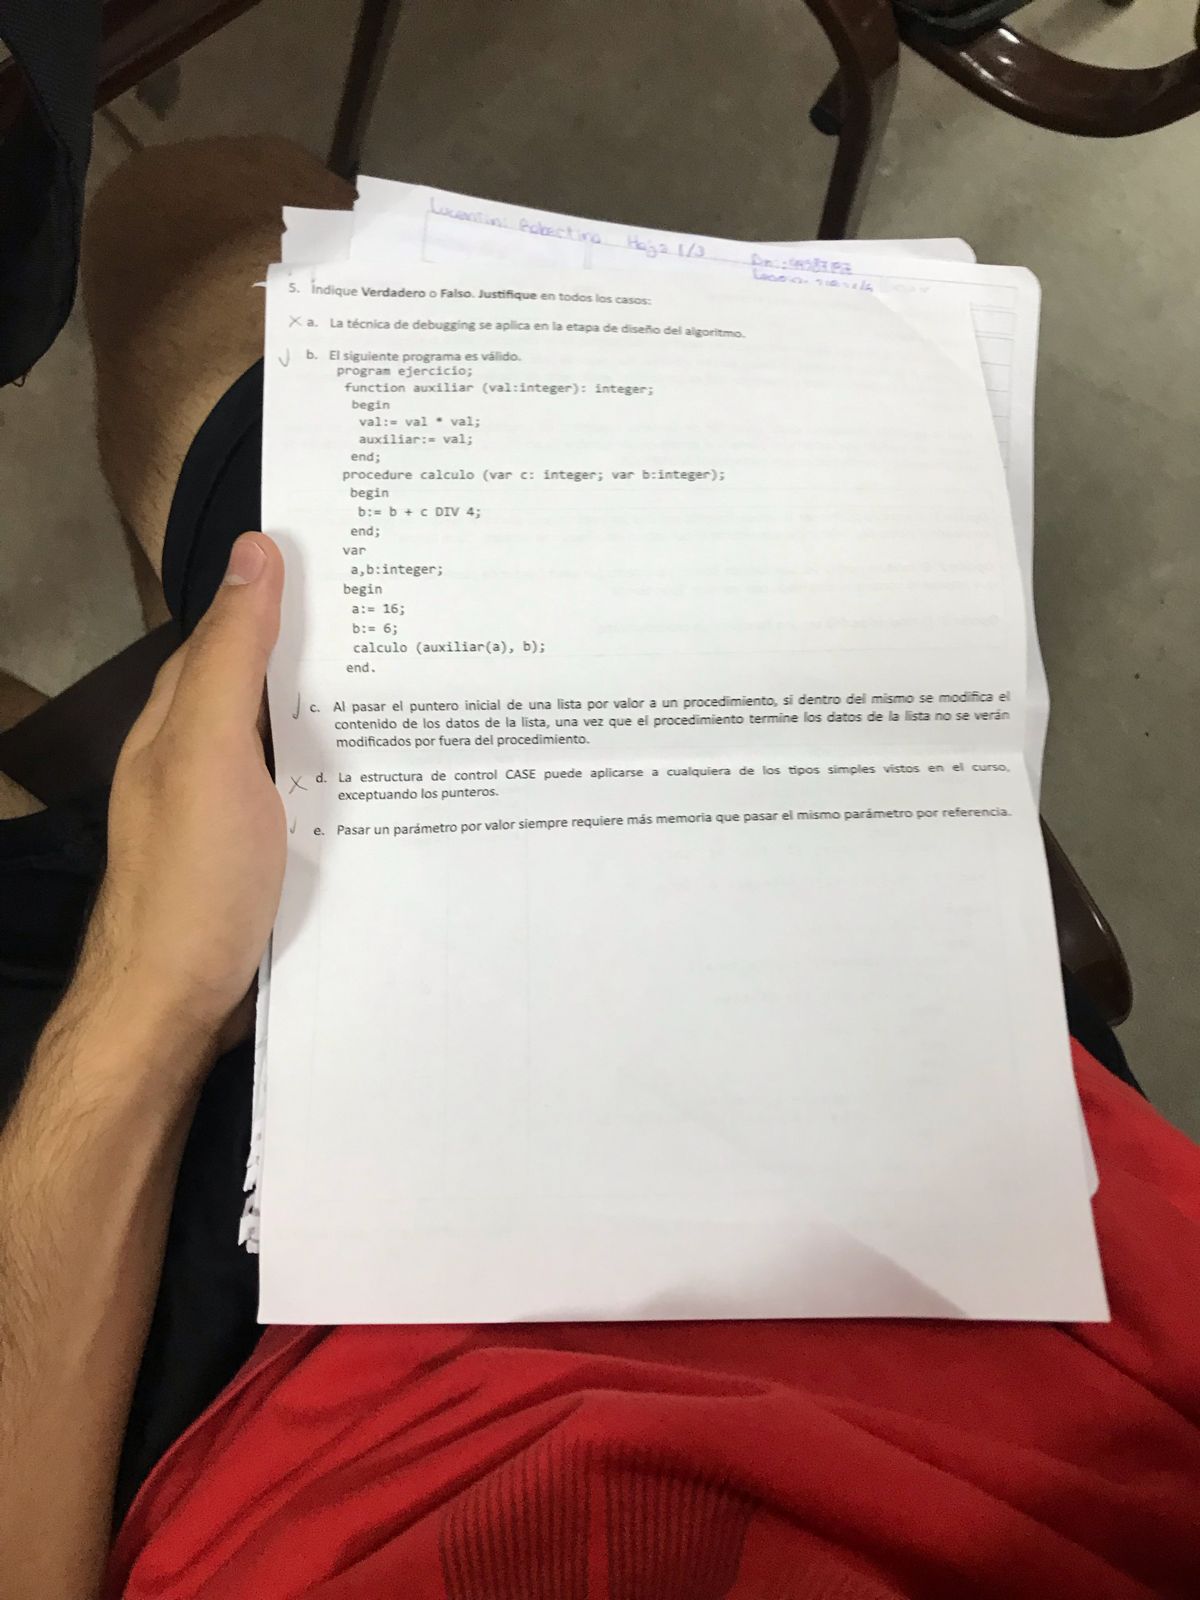 Hoja 1/3
5. Indique Verdadero o Falso. Justifique en todos los casos:
a. La técnica de debugging se aplica en la etapa de diseño del algoritmo.
b. El siguiente programa es válido.
program ejercicio;
function auxiliar (val:integer): integer;
begin
val:= val * val;
auxiliar:= val;
end;
procedure calculo (var c: integer; var b:integer);
begin
b:= b + c DIV 4;
end;
var
a,b:integer;
begin
a:= 16;
b:= 6;
calculo (auxiliar(a), b);
end.
c. Al pasar el puntero inicial de una lista por valor a un procedimiento, si dentro del mismo se modifica el
contenido de los datos de la lista, una vez que el procedimiento termine los datos de la lista no se verán
modificados por fuera del procedimiento.
d. La estructura de control CASE puede aplicarse a cualquiera de los tipos simples vistos en el curso,
exceptuando los punteros.
e. Pasar un parámetro por valor siempre requiere más memoria que pasar el mismo parámetro por referencia.